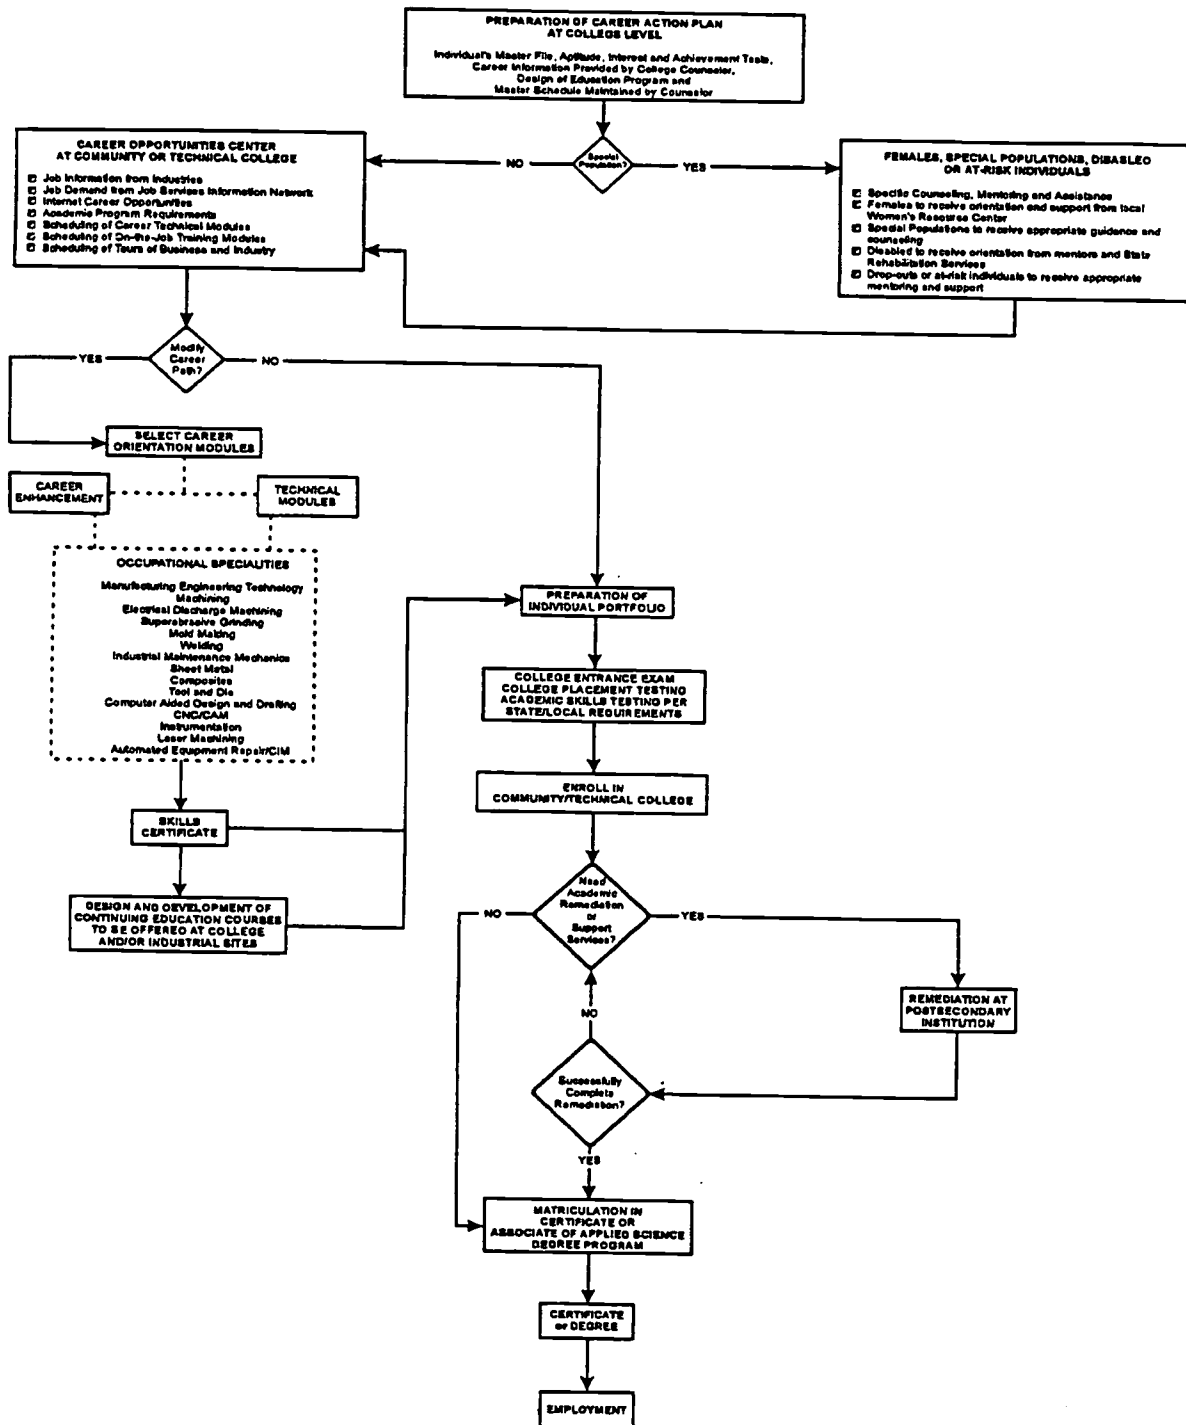 PREPARATION OF CAREER ACTION PLAN
AT COLLEGE LEVEL
Individual's Master File, Aptitude, Interest and Achievement Tests,
Career Information Provided by College Counselor,
Design of Education Program and
Master Schedule Maintained by Counselor
CAREER OPPORTUNITIES CENTER
AT COMMUNITY OR TECHNICAL COLLEGE
Job Information from Industries
Job Demand from Job Services Information Network
Internet Career Opportunities
Academic Program Requirements
Scheduling of Career Technical Modules
Scheduling of On-the-Job Training Modules
Scheduling of Tours of Business and Industry
NO
Special
Population?
YES
FEMALES, SPECIAL POPULATIONS, DISABLED
OR AT-RISK INDIVIDUALS
Specific Counseling, Mentoring and Assistance
Females to receive orientation and support from local
Women's Resource Center
Special Populations to receive appropriate guidance and
counseling
Disabled to receive orientation from mentors and State
Rehabilitation Services
Drop-outs or at-risk individuals to receive appropriate
mentoring and support
YES
Modify
Career
Path?
NO
SELECT CAREER
ORIENTATION MODULES
CAREER
ENHANCEMENT
TECHNICAL
MODULES
OCCUPATIONAL SPECIALITIES
Manufacturing Engineering Technology
Machining
Electrical Discharge Machining
Superabrasive Grinding
Mold Making
Welding
Industrial Maintenance Mechanics
Sheet Metal
Composites
Tool and Die
Computer Aided Design and Drafting
CNC/CAM
Instrumentation
Laser Machining
Automated Equipment Repair/CIM
SKILLS
CERTIFICATE
DESIGN AND DEVELOPMENT OF
CONTINUING EDUCATION COURSES
TO BE OFFERED AT COLLEGE
AND/OR INDUSTRIAL SITES
PREPARATION OF
INDIVIDUAL PORTFOLIO
COLLEGE ENTRANCE EXAM
COLLEGE PLACEMENT TESTING
ACADEMIC SKILLS TESTING PER
STATE/LOCAL REQUIREMENTS
ENROLL IN
COMMUNITY/TECHNICAL COLLEGE
NO
Need
Academic
Remediation
or
Support
Services?
YES
REMEDIATION AT
POSTSECONDARY
INSTITUTION
NO
Successfully
Complete
Remediation?
YES
MATRICULATION IN
CERTIFICATE OR
ASSOCIATE OF APPLIED SCIENCE
DEGREE PROGRAM
CERTIFICATE
or DEGREE
EMPLOYMENT